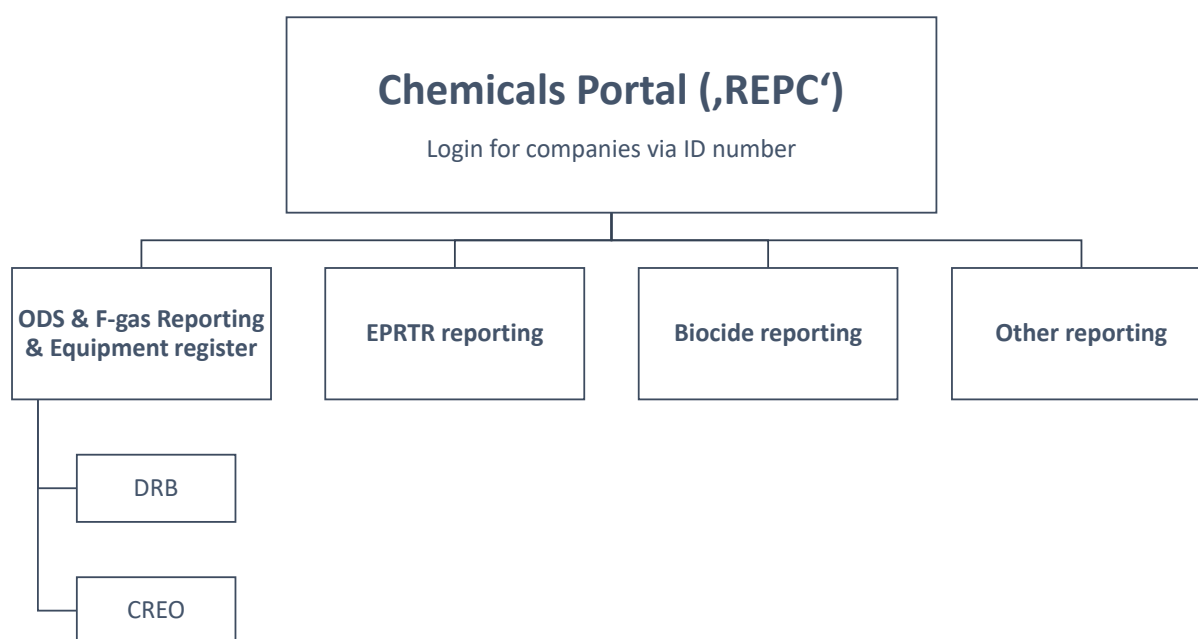 Chemicals Portal (‚REPC‘)
Login for companies via ID number
ODS & F-gas Reporting
& Equipment register
EPRTR reporting
Biocide reporting
Other reporting
DRB
CREO